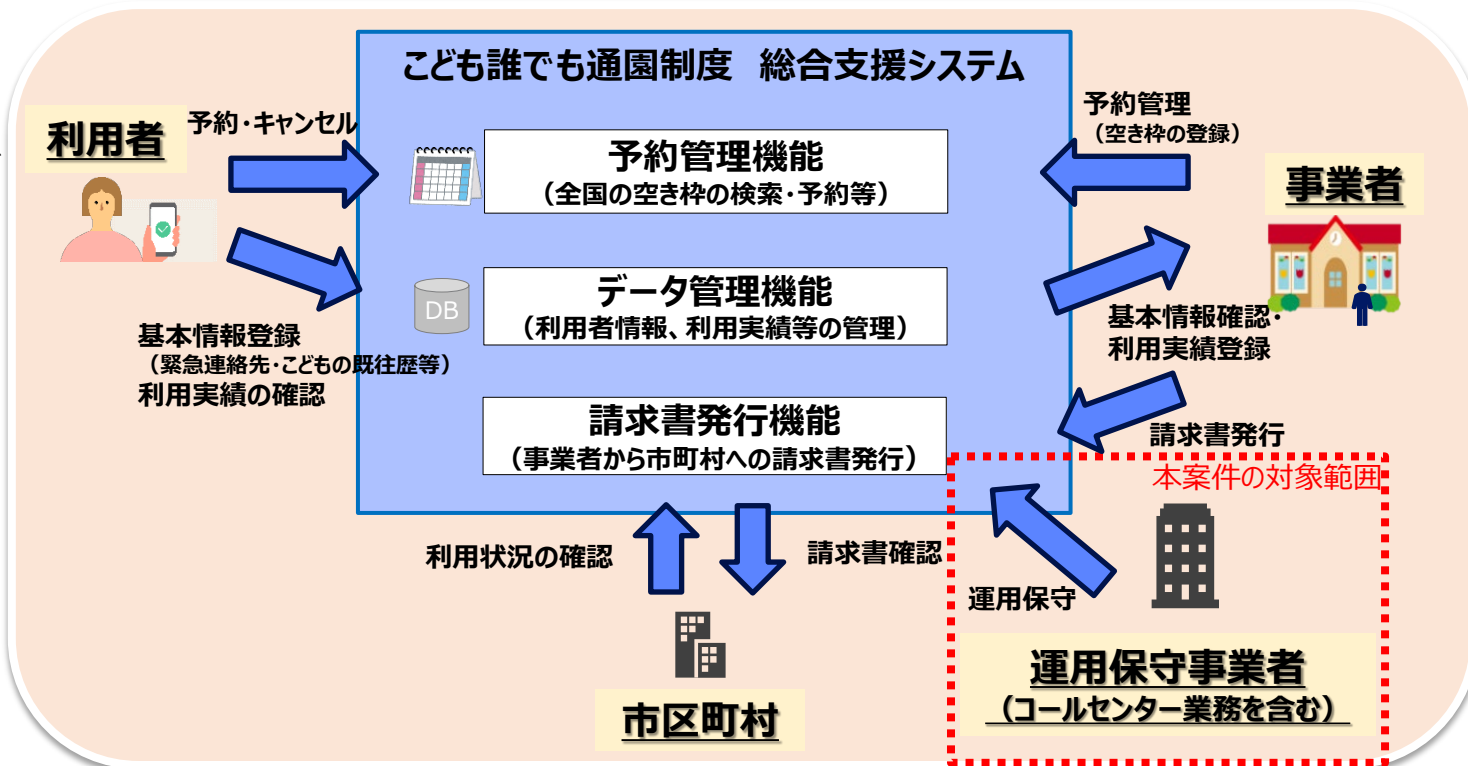 こども誰でも通園制度 総合支援システム
利用者
予約・キャンセル
予約管理機能
（全国の空き枠の検索・予約等）
予約管理
（空き枠の登録）
事業者
DB
データ管理機能
（利用者情報、利用実績等の管理）
基本情報登録
（緊急連絡先・こどもの既往歴等）
利用実績の確認
基本情報確認・
利用実績登録
請求書発行機能
（事業者から市町村への請求書発行）
請求書発行
本案件の対象範囲
利用状況の確認
請求書確認
運用保守
市区町村
運用保守事業者
（コールセンター業務を含む）